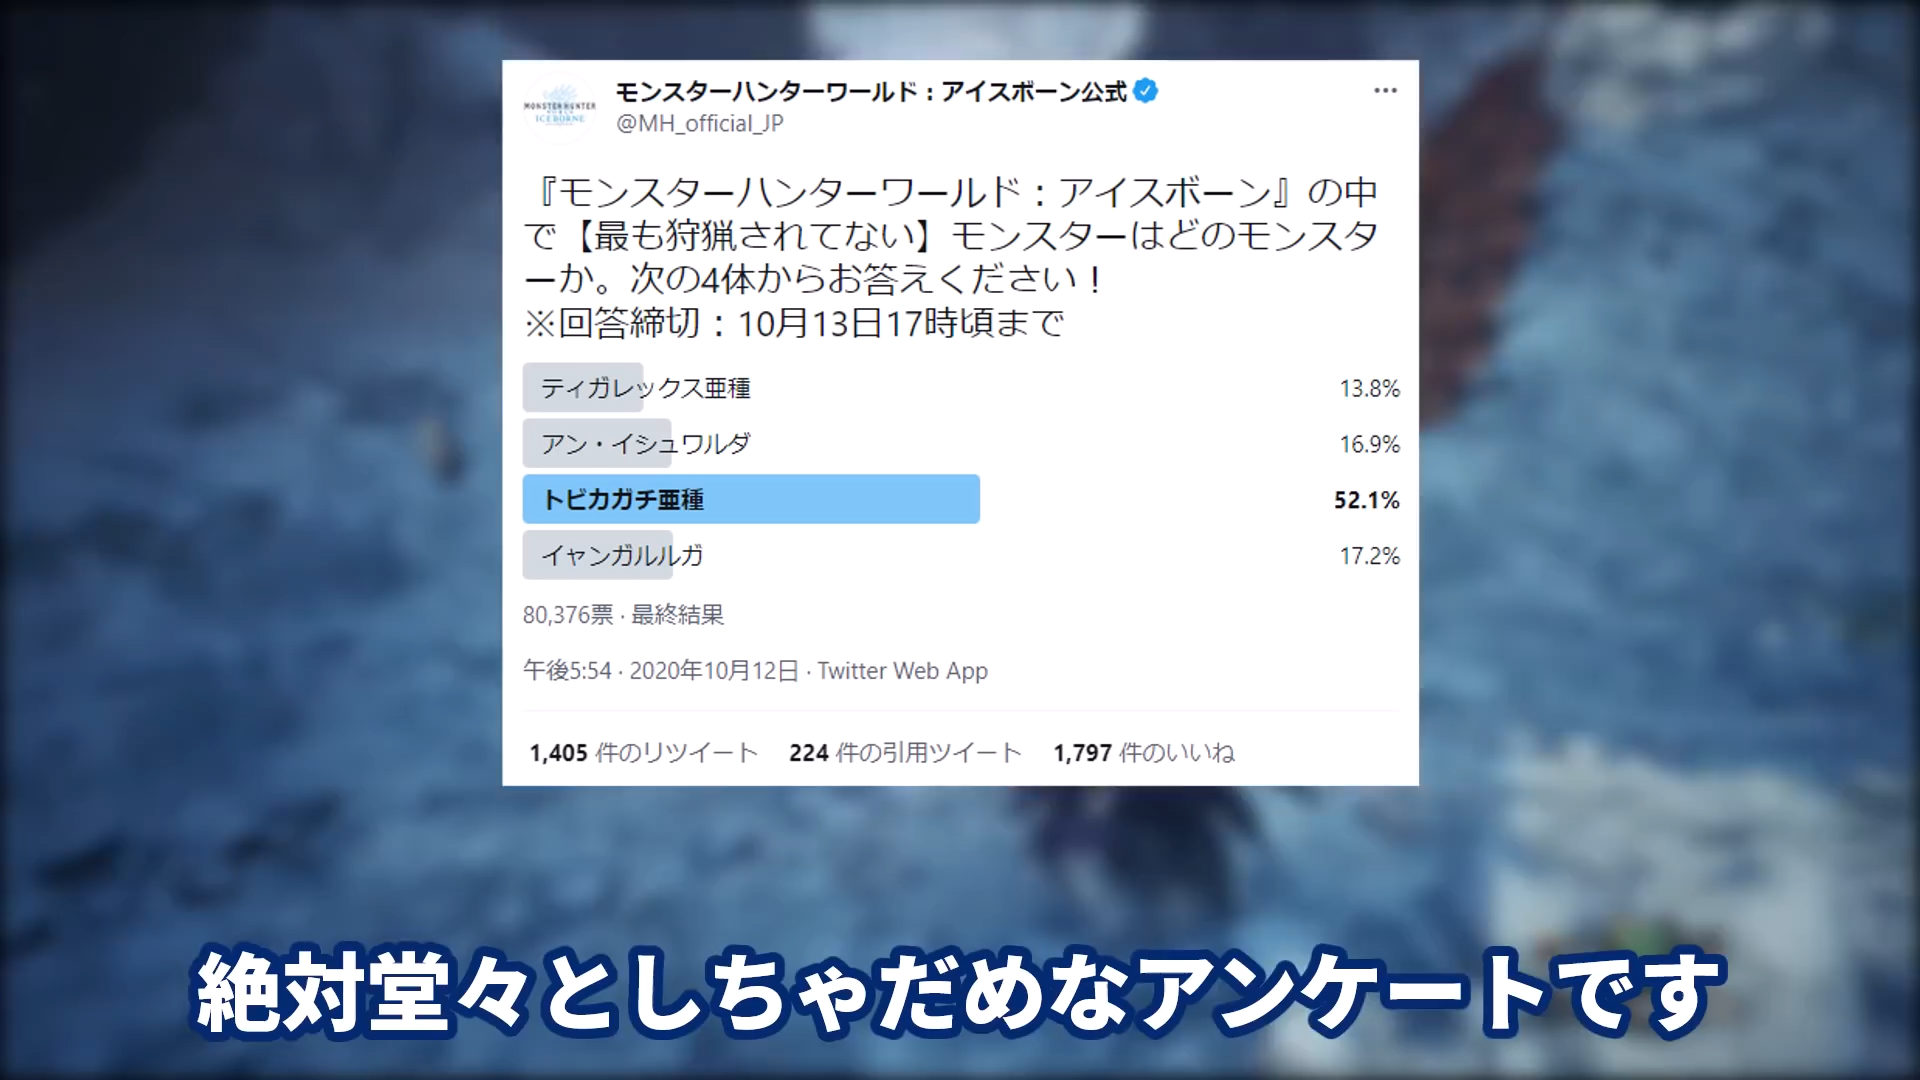 モンスターハンターワールド：アイスボーン公式
@MH_official_JP
MONSTER HUNTER
WORLD
ICEBORNE
『モンスターハンターワールド：アイスボーン』の中
で【最も狩猟されてない】モンスターはどのモンスタ
ーか。次の4体からお答えください！
※回答締切：10月13日17時頃まで
ティガレックス亜種 13.8%
アン・イシュワルダ 16.9%
トビカガチ亜種 52.1%
イャンガルルガ 17.2%
80,376票 · 最終結果
午後5:54 · 2020年10月12日 · Twitter Web App
1,405 件のリツイート 224 件の引用ツイート 1,797 件のいいね
絶対堂々としちゃだめなアンケートです